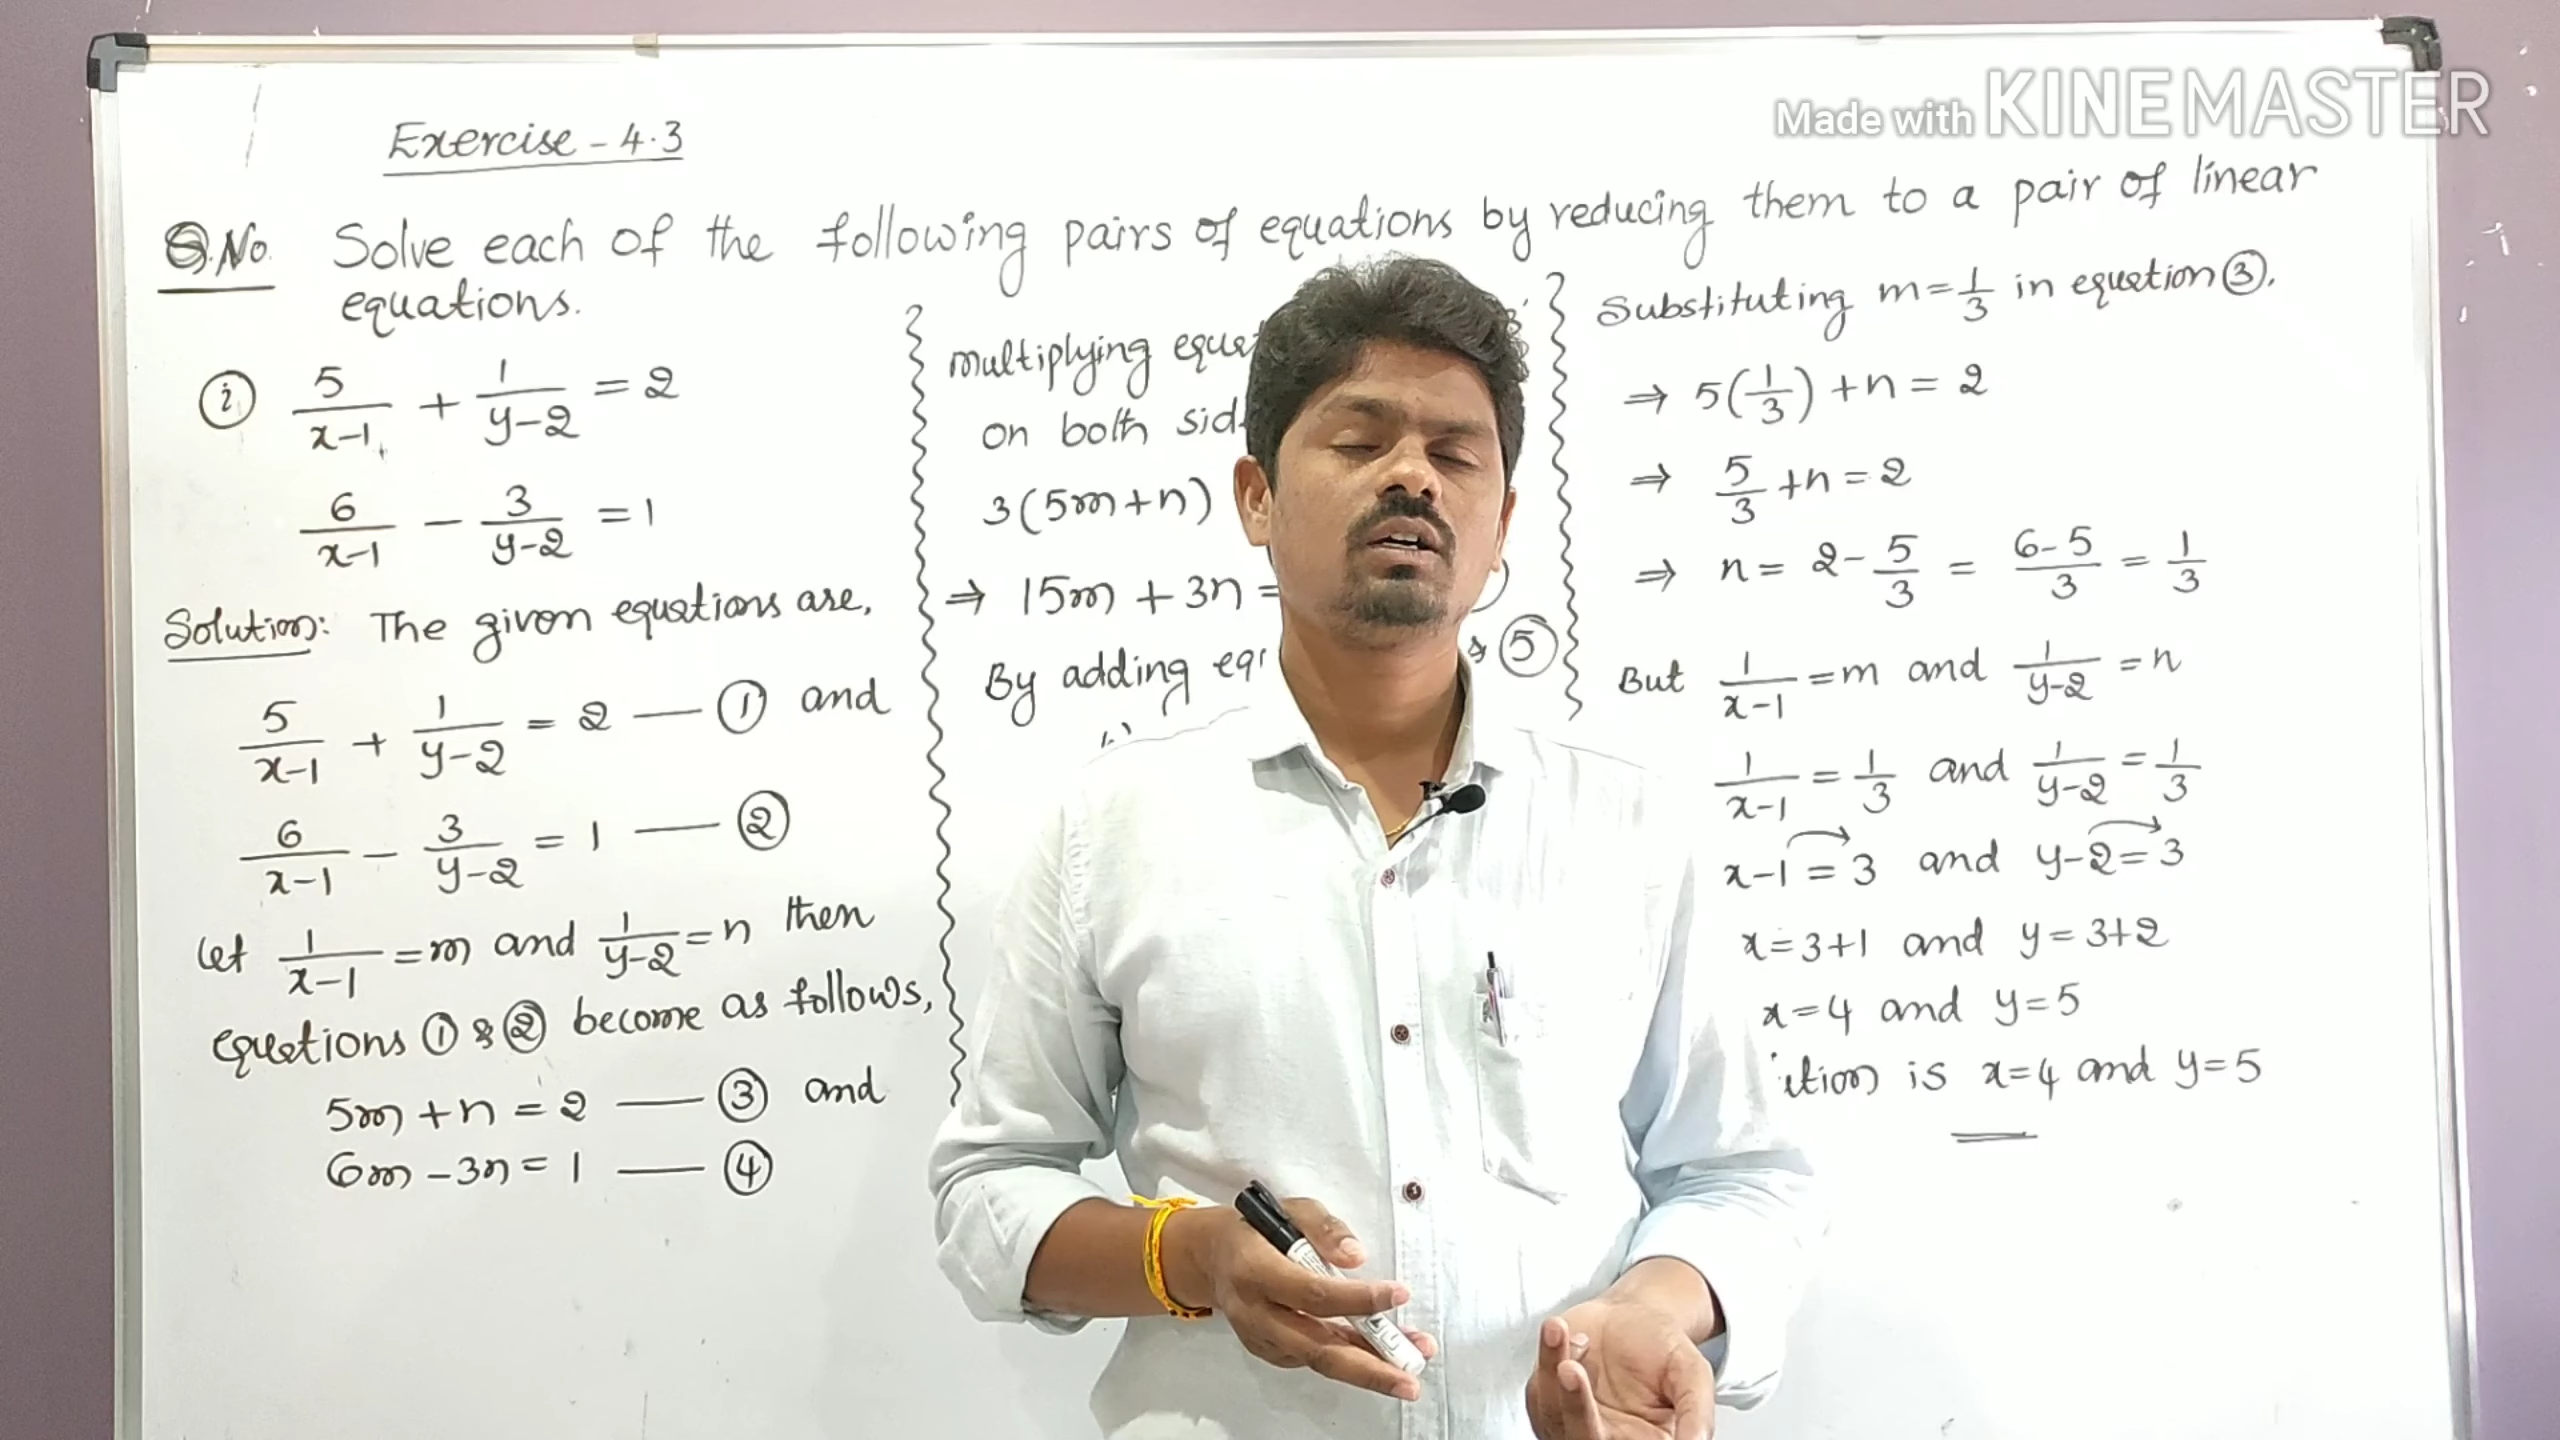 Made with KINEMASTER
Exercise - 4.3
Q.No. Solve each of the following pairs of equations by reducing them to a pair of linear
equations.
(i) 5/(x-1) + 1/(y-2) = 2
6/(x-1) - 3/(y-2) = 1
Solution: The given equations are,
5/(x-1) + 1/(y-2) = 2 — ① and
6/(x-1) - 3/(y-2) = 1 — ②
Let 1/(x-1) = m and 1/(y-2) = n then
equations ① & ② become as follows,
5m + n = 2 — ③ and
6m - 3n = 1 — ④
Multiplying
on both
3(5m+n)
⇒ 15m + 3n =
By adding & ⑤
Substituting m = 1/3 in equation ③,
⇒ 5(1/3) + n = 2
⇒ 5/3 + n = 2
⇒ n = 2 - 5/3 = (6-5)/3 = 1/3
But 1/(x-1) = m and 1/(y-2) = n
1/(x-1) = 1/3 and 1/(y-2) = 1/3
x-1 = 3 and y-2 = 3
x = 3+1 and y = 3+2
x = 4 and y = 5
is x=4 and y=5